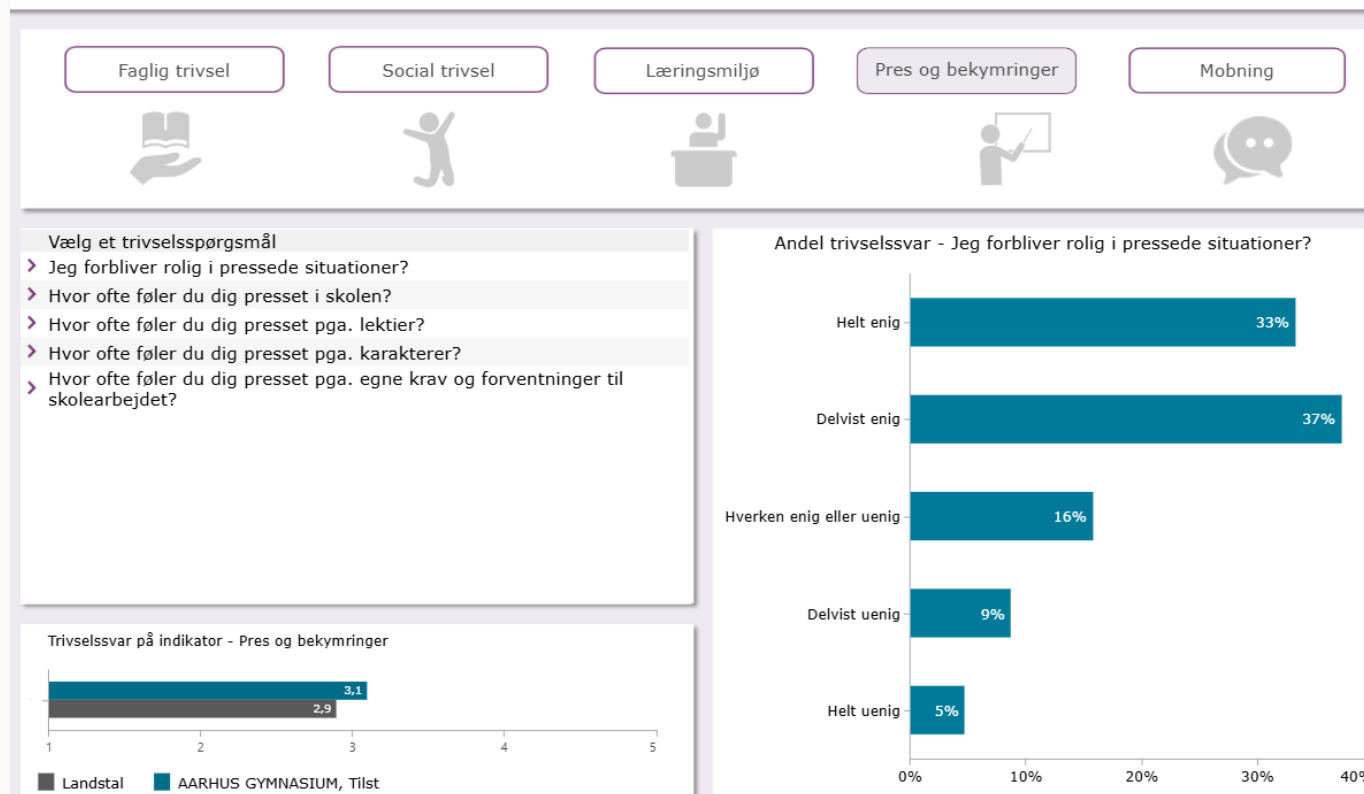 Faglig trivsel
Social trivsel
Læringsmiljø
Pres og bekymringer
Mobning
Vælg et trivselsspørgsmål
Jeg forbliver rolig i pressede situationer?
Hvor ofte føler du dig presset i skolen?
Hvor ofte føler du dig presset pga. lektier?
Hvor ofte føler du dig presset pga. karakterer?
Hvor ofte føler du dig presset pga. egne krav og forventninger til
skolearbejdet?
Trivselssvar på indikator - Pres og bekymringer
3,1
2,9
1 2 3 4 5
Landstal
AARHUS GYMNASIUM, Tilst
Andel trivselssvar - Jeg forbliver rolig i pressede situationer?
Helt enig 33%
Delvist enig 37%
Hverken enig eller uenig 16%
Delvist uenig 9%
Helt uenig 5%
0% 10% 20% 30% 40%